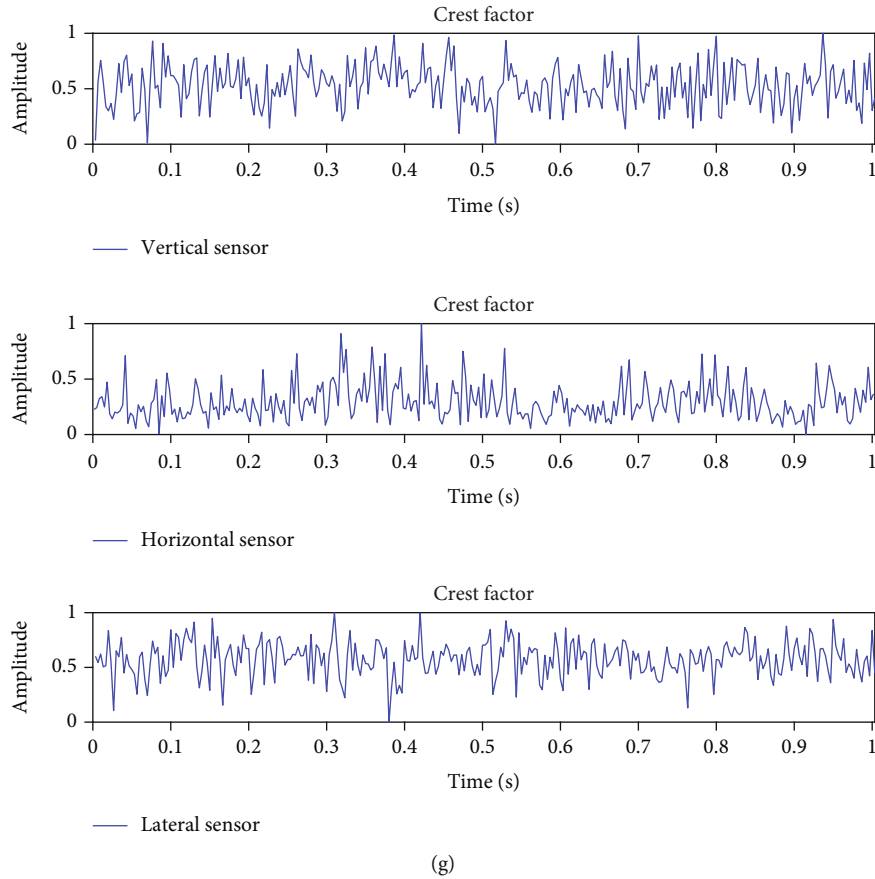 Crest factor
Amplitude
1
0.5
0
0 0.1 0.2 0.3 0.4 0.5 0.6 0.7 0.8 0.9 1
Time (s)
Vertical sensor
Crest factor
Amplitude
1
0.5
0
0 0.1 0.2 0.3 0.4 0.5 0.6 0.7 0.8 0.9 1
Time (s)
Horizontal sensor
Crest factor
Amplitude
1
0.5
0
0 0.1 0.2 0.3 0.4 0.5 0.6 0.7 0.8 0.9 1
Time (s)
Lateral sensor
(g)